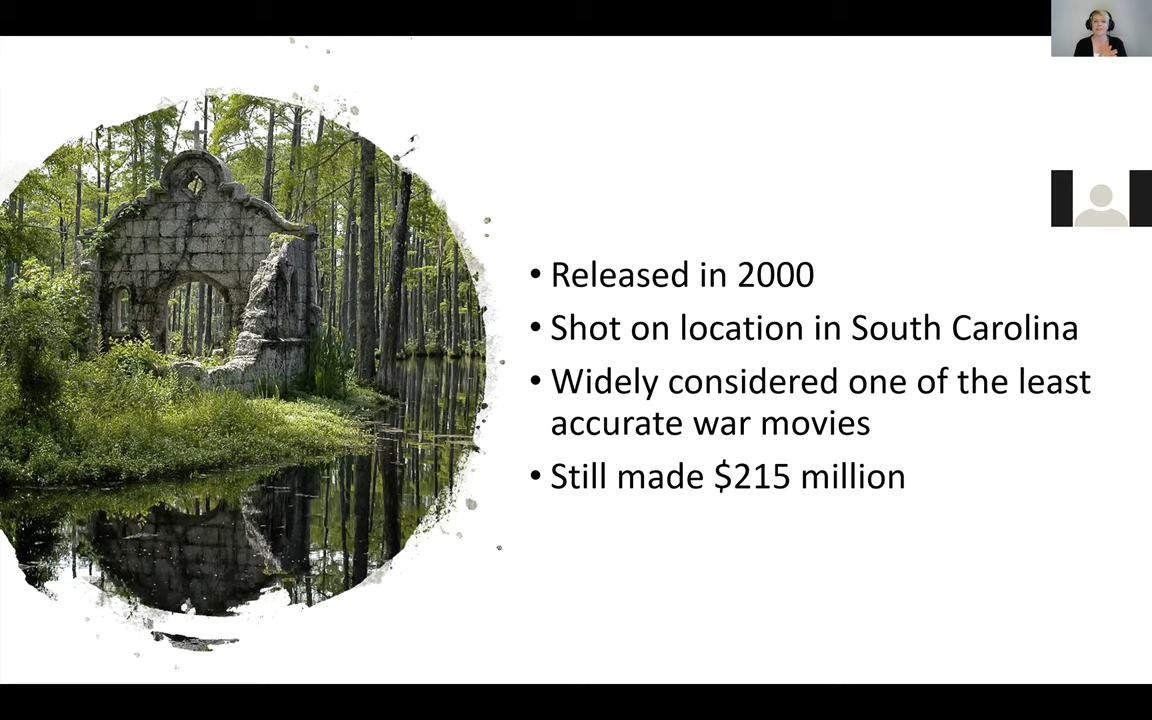 • Released in 2000
• Shot on location in South Carolina
• Widely considered one of the least
accurate war movies
• Still made $215 million